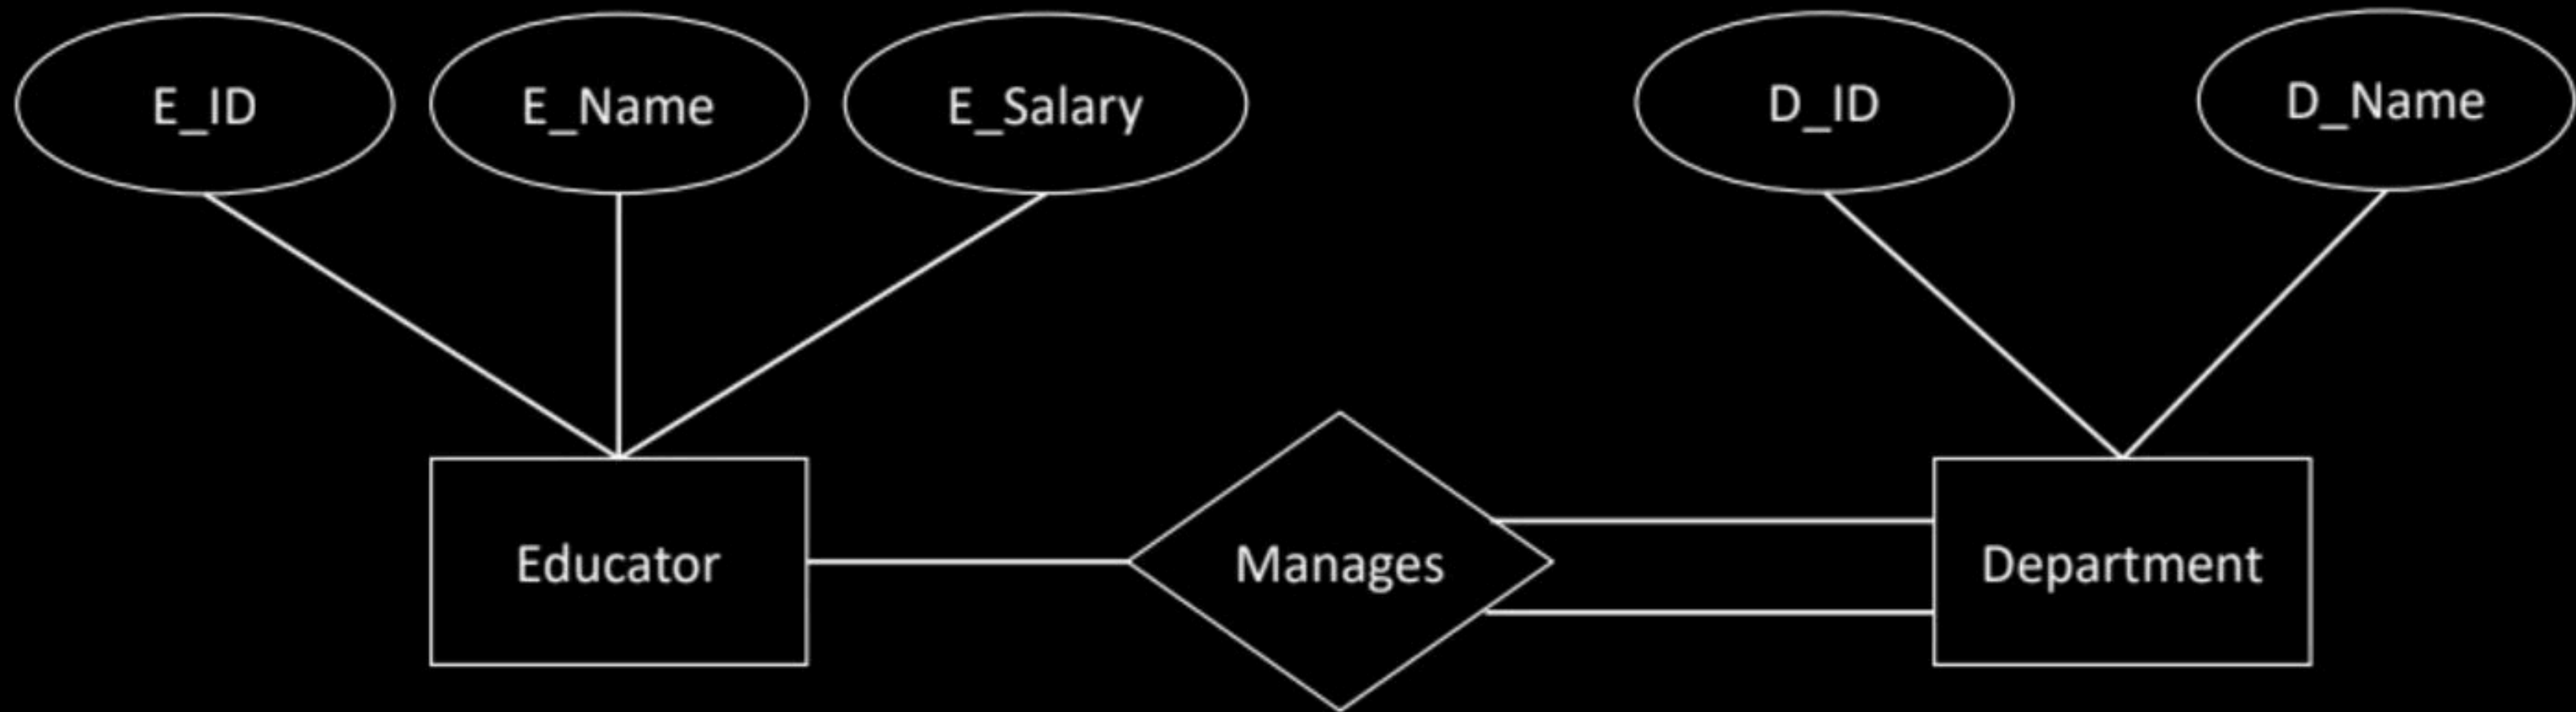 E_ID
E_Name
E_Salary
D_ID
D_Name
Educator
Manages
Department